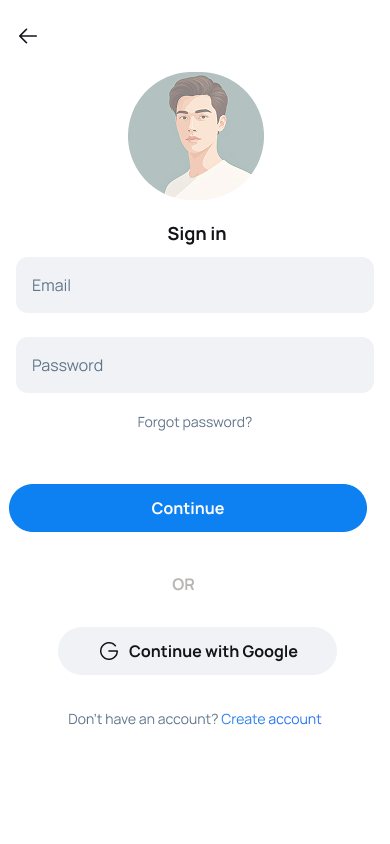 Sign in
Email
Password
Forgot password?
Continue
OR
Continue with Google
Don't have an account? Create account